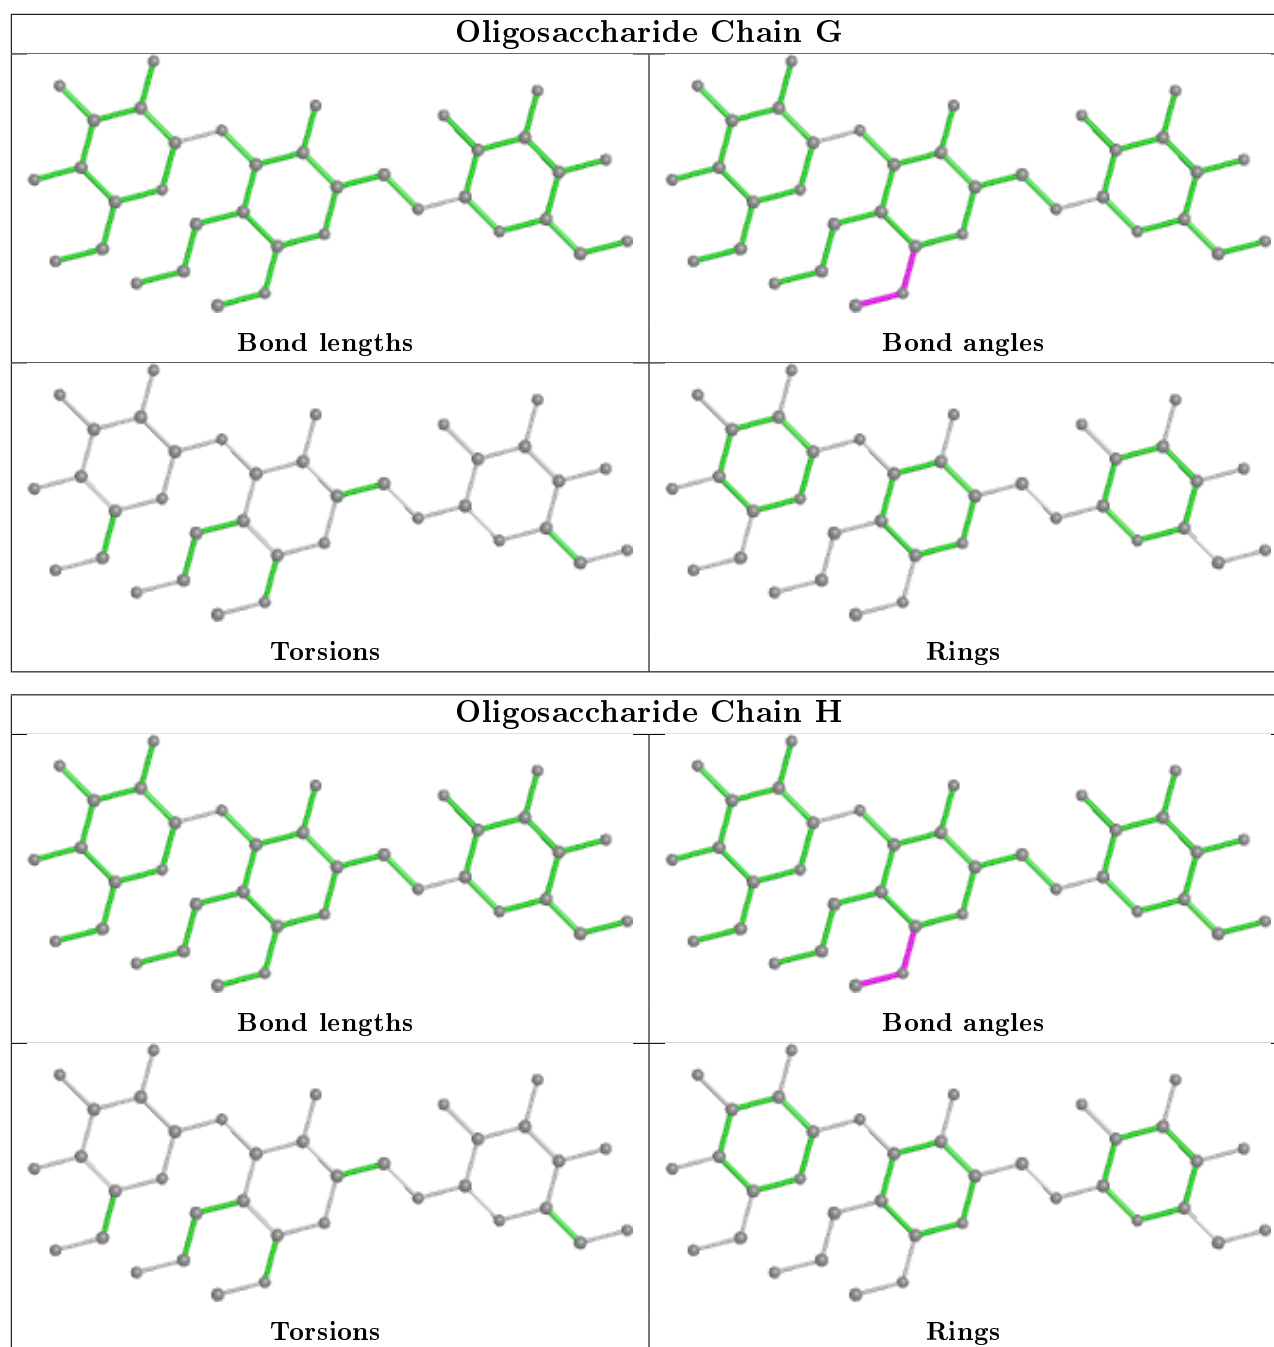 Oligosaccharide Chain G
Bond lengths
Bond angles
Torsions
Rings
Oligosaccharide Chain H
Bond lengths
Bond angles
Torsions
Rings